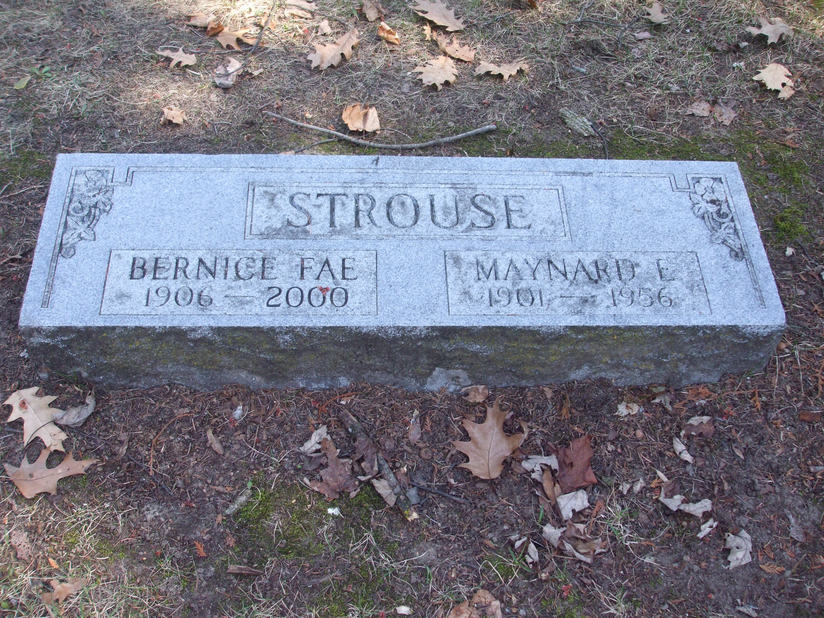 STROUSE
BERNICE FAE
1906 — 2000
MAYNARD E.
1901 — 1956